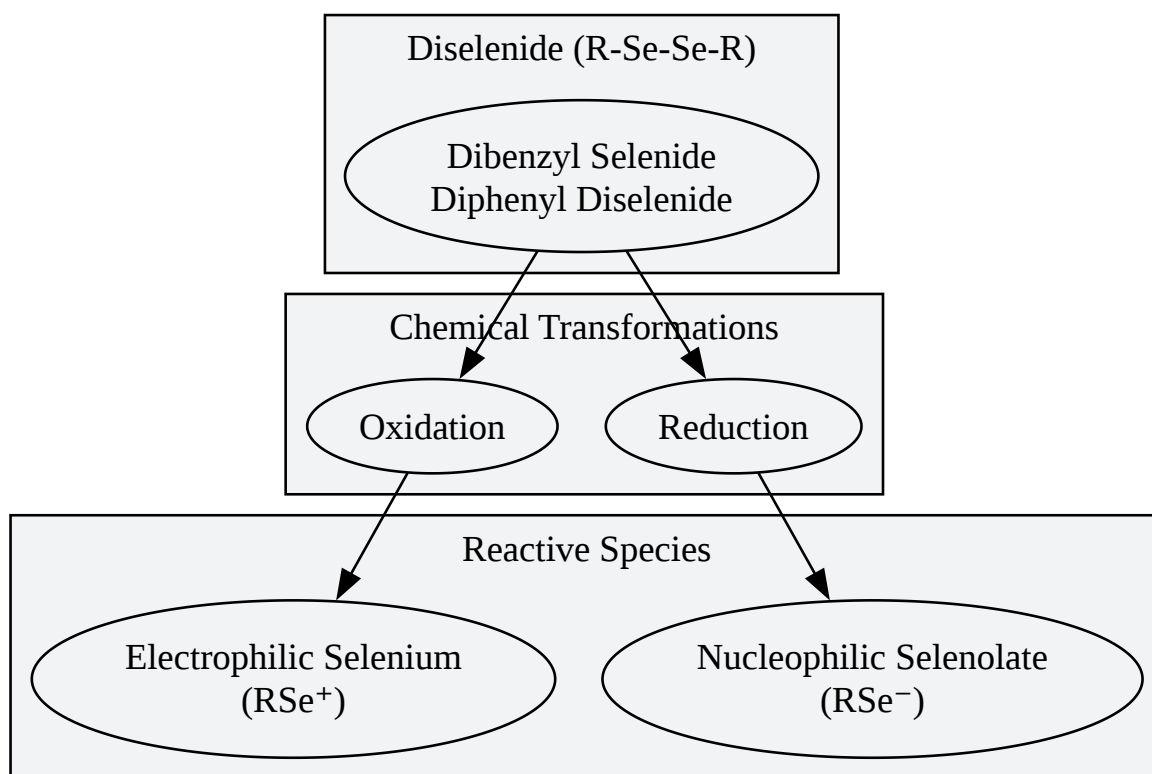 Diselenide (R-Se-Se-R)
Dibenzyl Selenide
Diphenyl Diselenide
Chemical Transformations
Oxidation
Reduction
Reactive Species
Electrophilic Selenium
(RSe⁺)
Nucleophilic Selenolate
(RSe⁻)